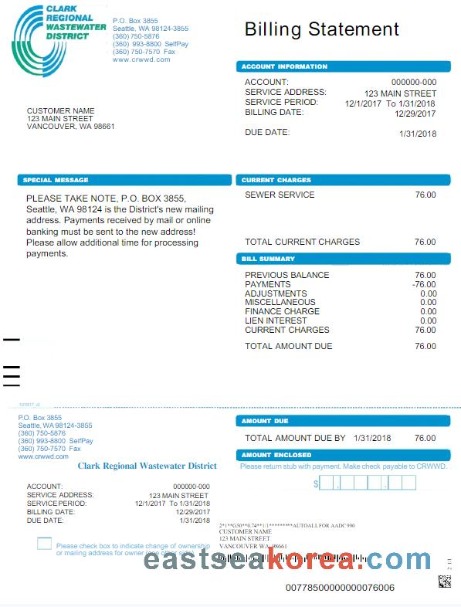 CLARK
REGIONAL
WASTEWATER
DISTRICT
P.O. Box 3855
Seattle, WA 98124-3855
(360) 750-5876
(360) 993-8800 SelfPay
(360) 750-7570 Fax
www.crwwd.com
Billing Statement
ACCOUNT INFORMATION
ACCOUNT: 000000-000
SERVICE ADDRESS: 123 MAIN STREET
SERVICE PERIOD: 12/1/2017 To 1/31/2018
BILLING DATE: 12/29/2017
DUE DATE: 1/31/2018
CUSTOMER NAME
123 MAIN STREET
VANCOUVER, WA 98661
SPECIAL MESSAGE
PLEASE TAKE NOTE, P.O. BOX 3855,
Seattle, WA 98124 is the District's new mailing
address. Payments received by mail or online
banking must be sent to the new address!
Please allow additional time for processing
payments.
CURRENT CHARGES
SEWER SERVICE 76.00
TOTAL CURRENT CHARGES 76.00
BILL SUMMARY
PREVIOUS BALANCE 76.00
PAYMENTS -76.00
ADJUSTMENTS 0.00
MISCELLANEOUS 0.00
FINANCE CHARGE 0.00
LIEN INTEREST 0.00
CURRENT CHARGES 76.00
TOTAL AMOUNT DUE 76.00
P.O. Box 3855
Seattle, WA 98124-3855
(360) 750-5876
(360) 993-8800 SelfPay
(360) 750-7570 Fax
www.crwwd.com
Clark Regional Wastewater District
ACCOUNT: 000000-000
SERVICE ADDRESS: 123 MAIN STREET
SERVICE PERIOD: 12/1/2017 To 1/31/2018
BILLING DATE: 12/29/2017
DUE DATE: 1/31/2018
AMOUNT DUE
TOTAL AMOUNT DUE BY 1/31/2018 76.00
AMOUNT ENCLOSED
Please return stub with payment. Make check payable to CRWWD.
$
Please check box to indicate change of ownership
or mailing address for owner
CUSTOMER NAME
123 MAIN STREET
VANCOUVER WA 98661
eastseakorea.com
00778500000000076006